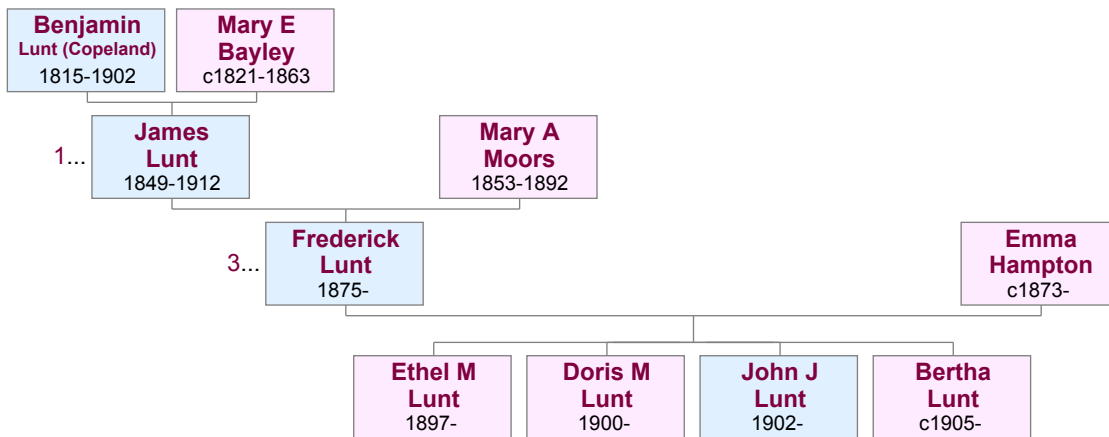 Benjamin
Lunt (Copeland)
1815-1902
Mary E
Bayley
c1821-1863
1...
James
Lunt
1849-1912
Mary A
Moors
1853-1892
3...
Frederick
Lunt
1875-
Emma
Hampton
c1873-
Ethel M
Lunt
1897-
Doris M
Lunt
1900-
John J
Lunt
1902-
Bertha
Lunt
c1905-